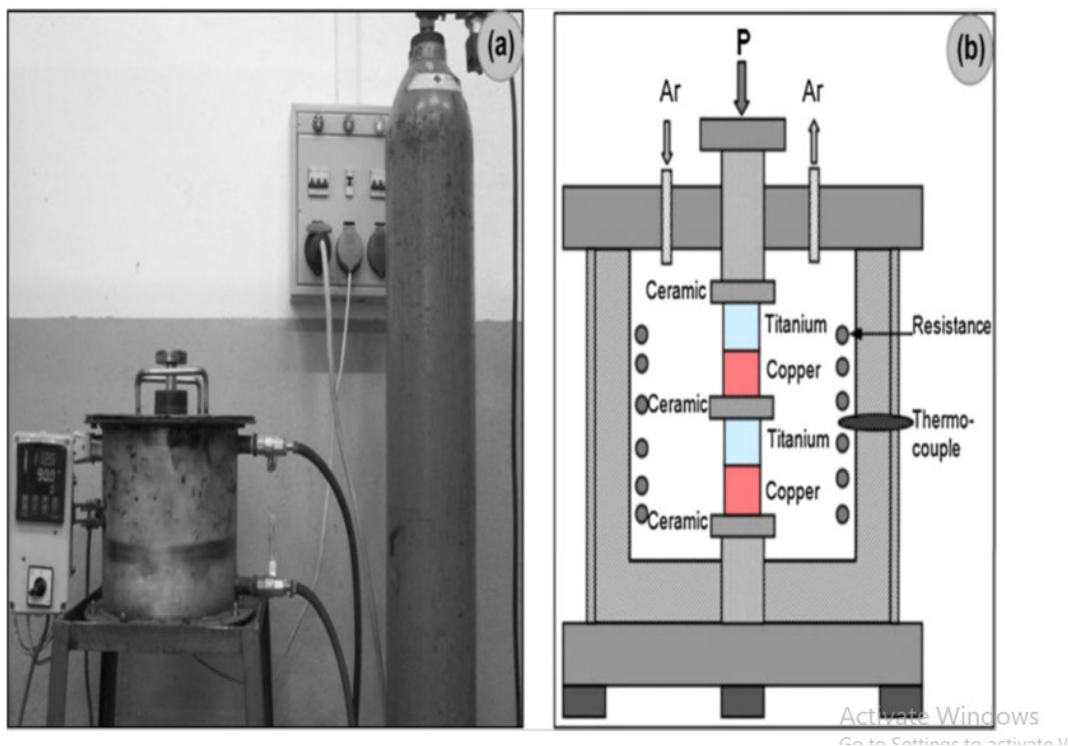 (a)
(b)
P
Ar
Ar
Ceramic
Titanium
Resistance
Copper
Ceramic
Thermo-
couple
Titanium
Copper
Ceramic
Activate Windows